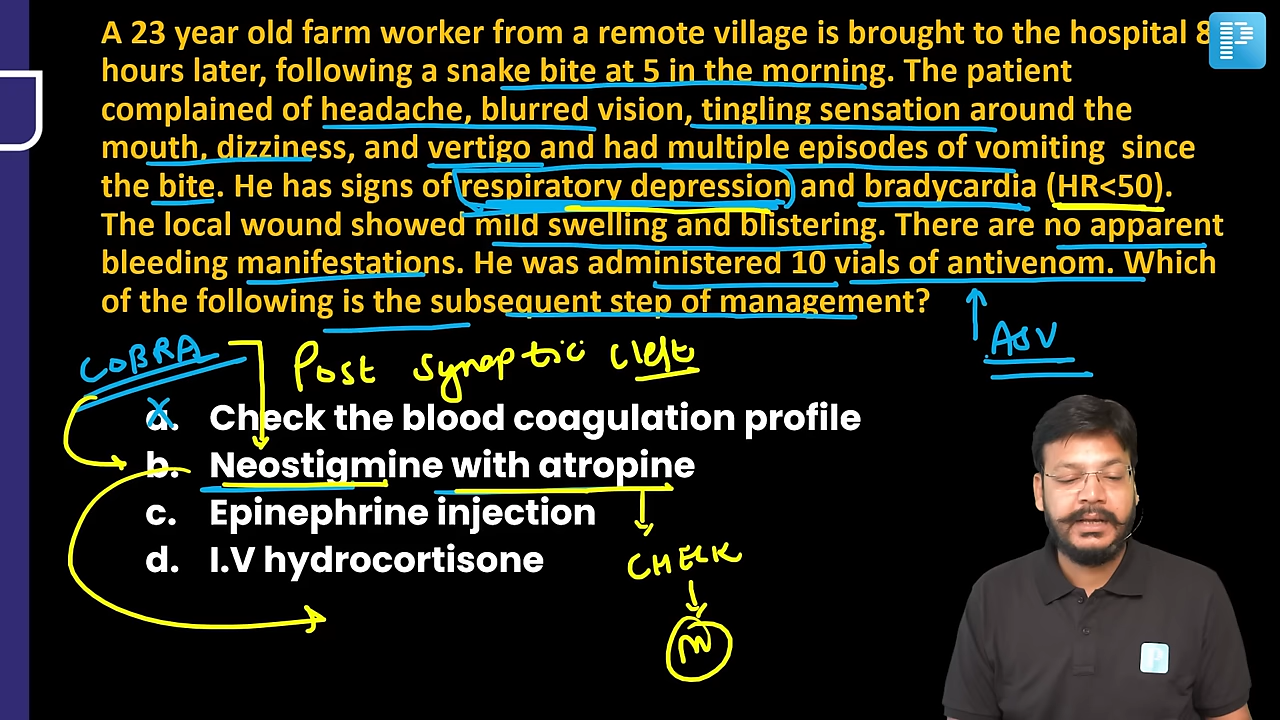 A 23 year old farm worker from a remote village is brought to the hospital 8
hours later, following a snake bite at 5 in the morning. The patient
complained of headache, blurred vision, tingling sensation around the
mouth, dizziness, and vertigo and had multiple episodes of vomiting since
the bite. He has signs of respiratory depression and bradycardia (HR<50).
The local wound showed mild swelling and blistering. There are no apparent
bleeding manifestations. He was administered 10 vials of antivenom. Which
of the following is the subsequent step of management?
ASV
COBRA
Post synaptic cleft
a. Check the blood coagulation profile
b. Neostigmine with atropine
c. Epinephrine injection
d. I.V hydrocortisone
CHECK
M